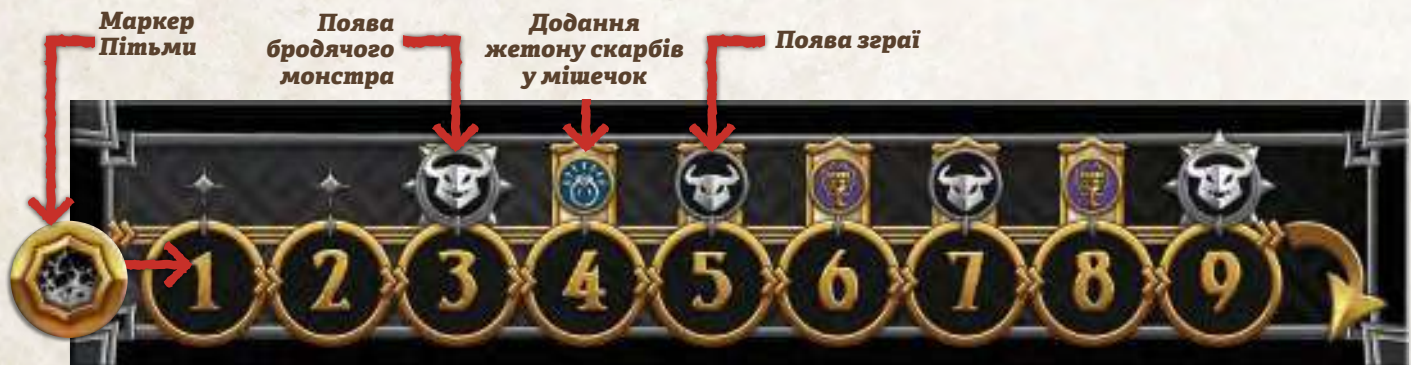 Маркер
Пітьми
Поява
бродячого
монстра
Додання
жетону скарбів
у мішечок
Поява зграї
1 2 3 4 5 6 7 8 9